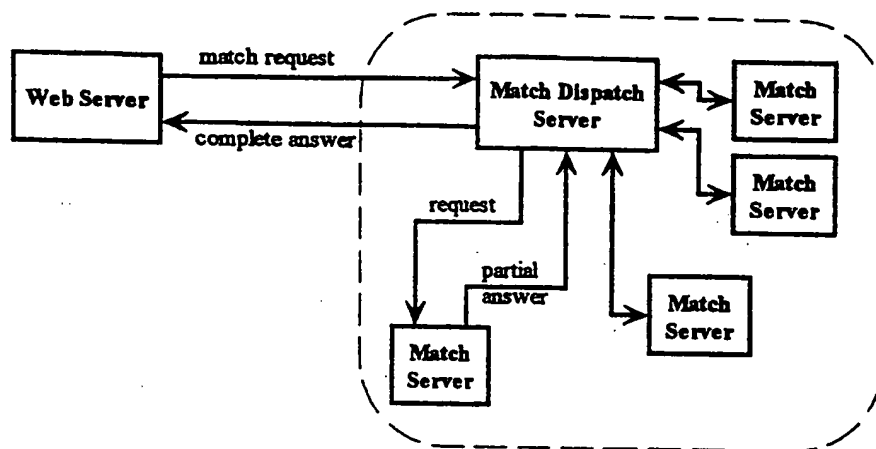 match request
Web Server
complete answer
Match Dispatch
Server
Match
Server
Match
Server
request
partial
answer
Match
Server
Match
Server